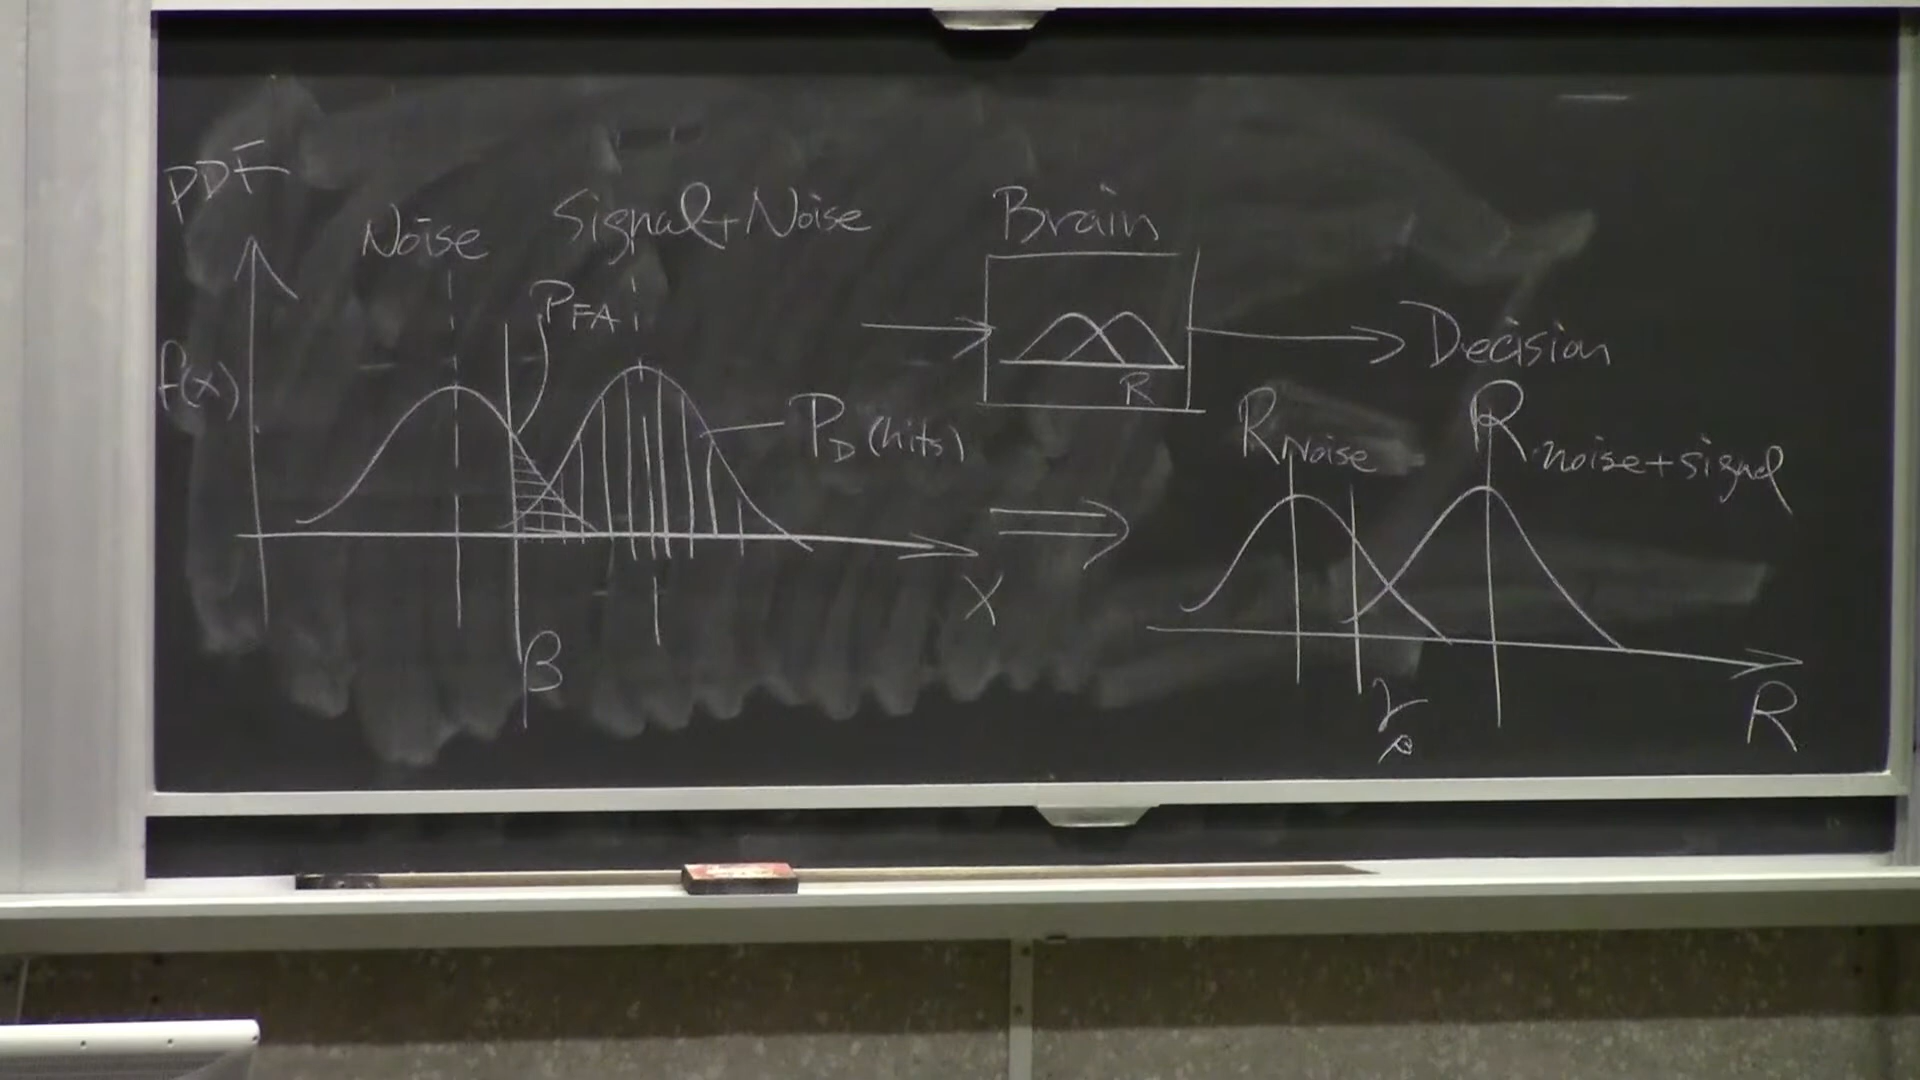 PDF
Noise
Signal+Noise
Brain
PFA
f(x)
R
Decision
PD (hits)
RNoise
Rnoise+signal
X
β
R